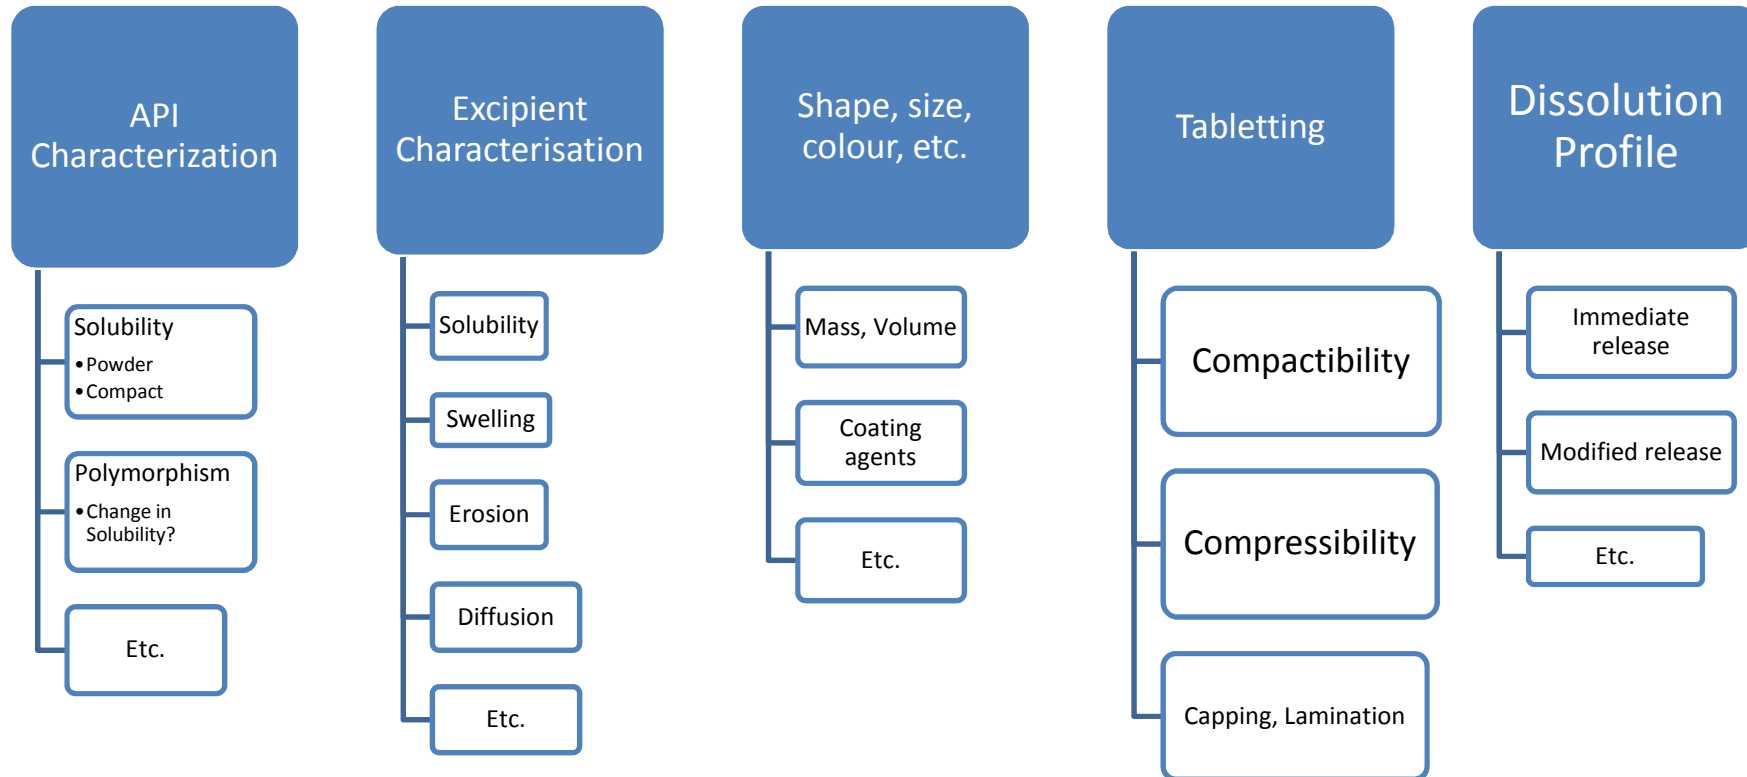 API
Characterization
Solubility
•Powder
•Compact
Polymorphism
•Change in
Solubility?
Etc.
Excipient
Characterisation
Solubility
Swelling
Erosion
Diffusion
Etc.
Shape, size,
colour, etc.
Mass, Volume
Coating
agents
Etc.
Tabletting
Compactibility
Compressibility
Capping, Lamination
Dissolution
Profile
Immediate
release
Modified release
Etc.